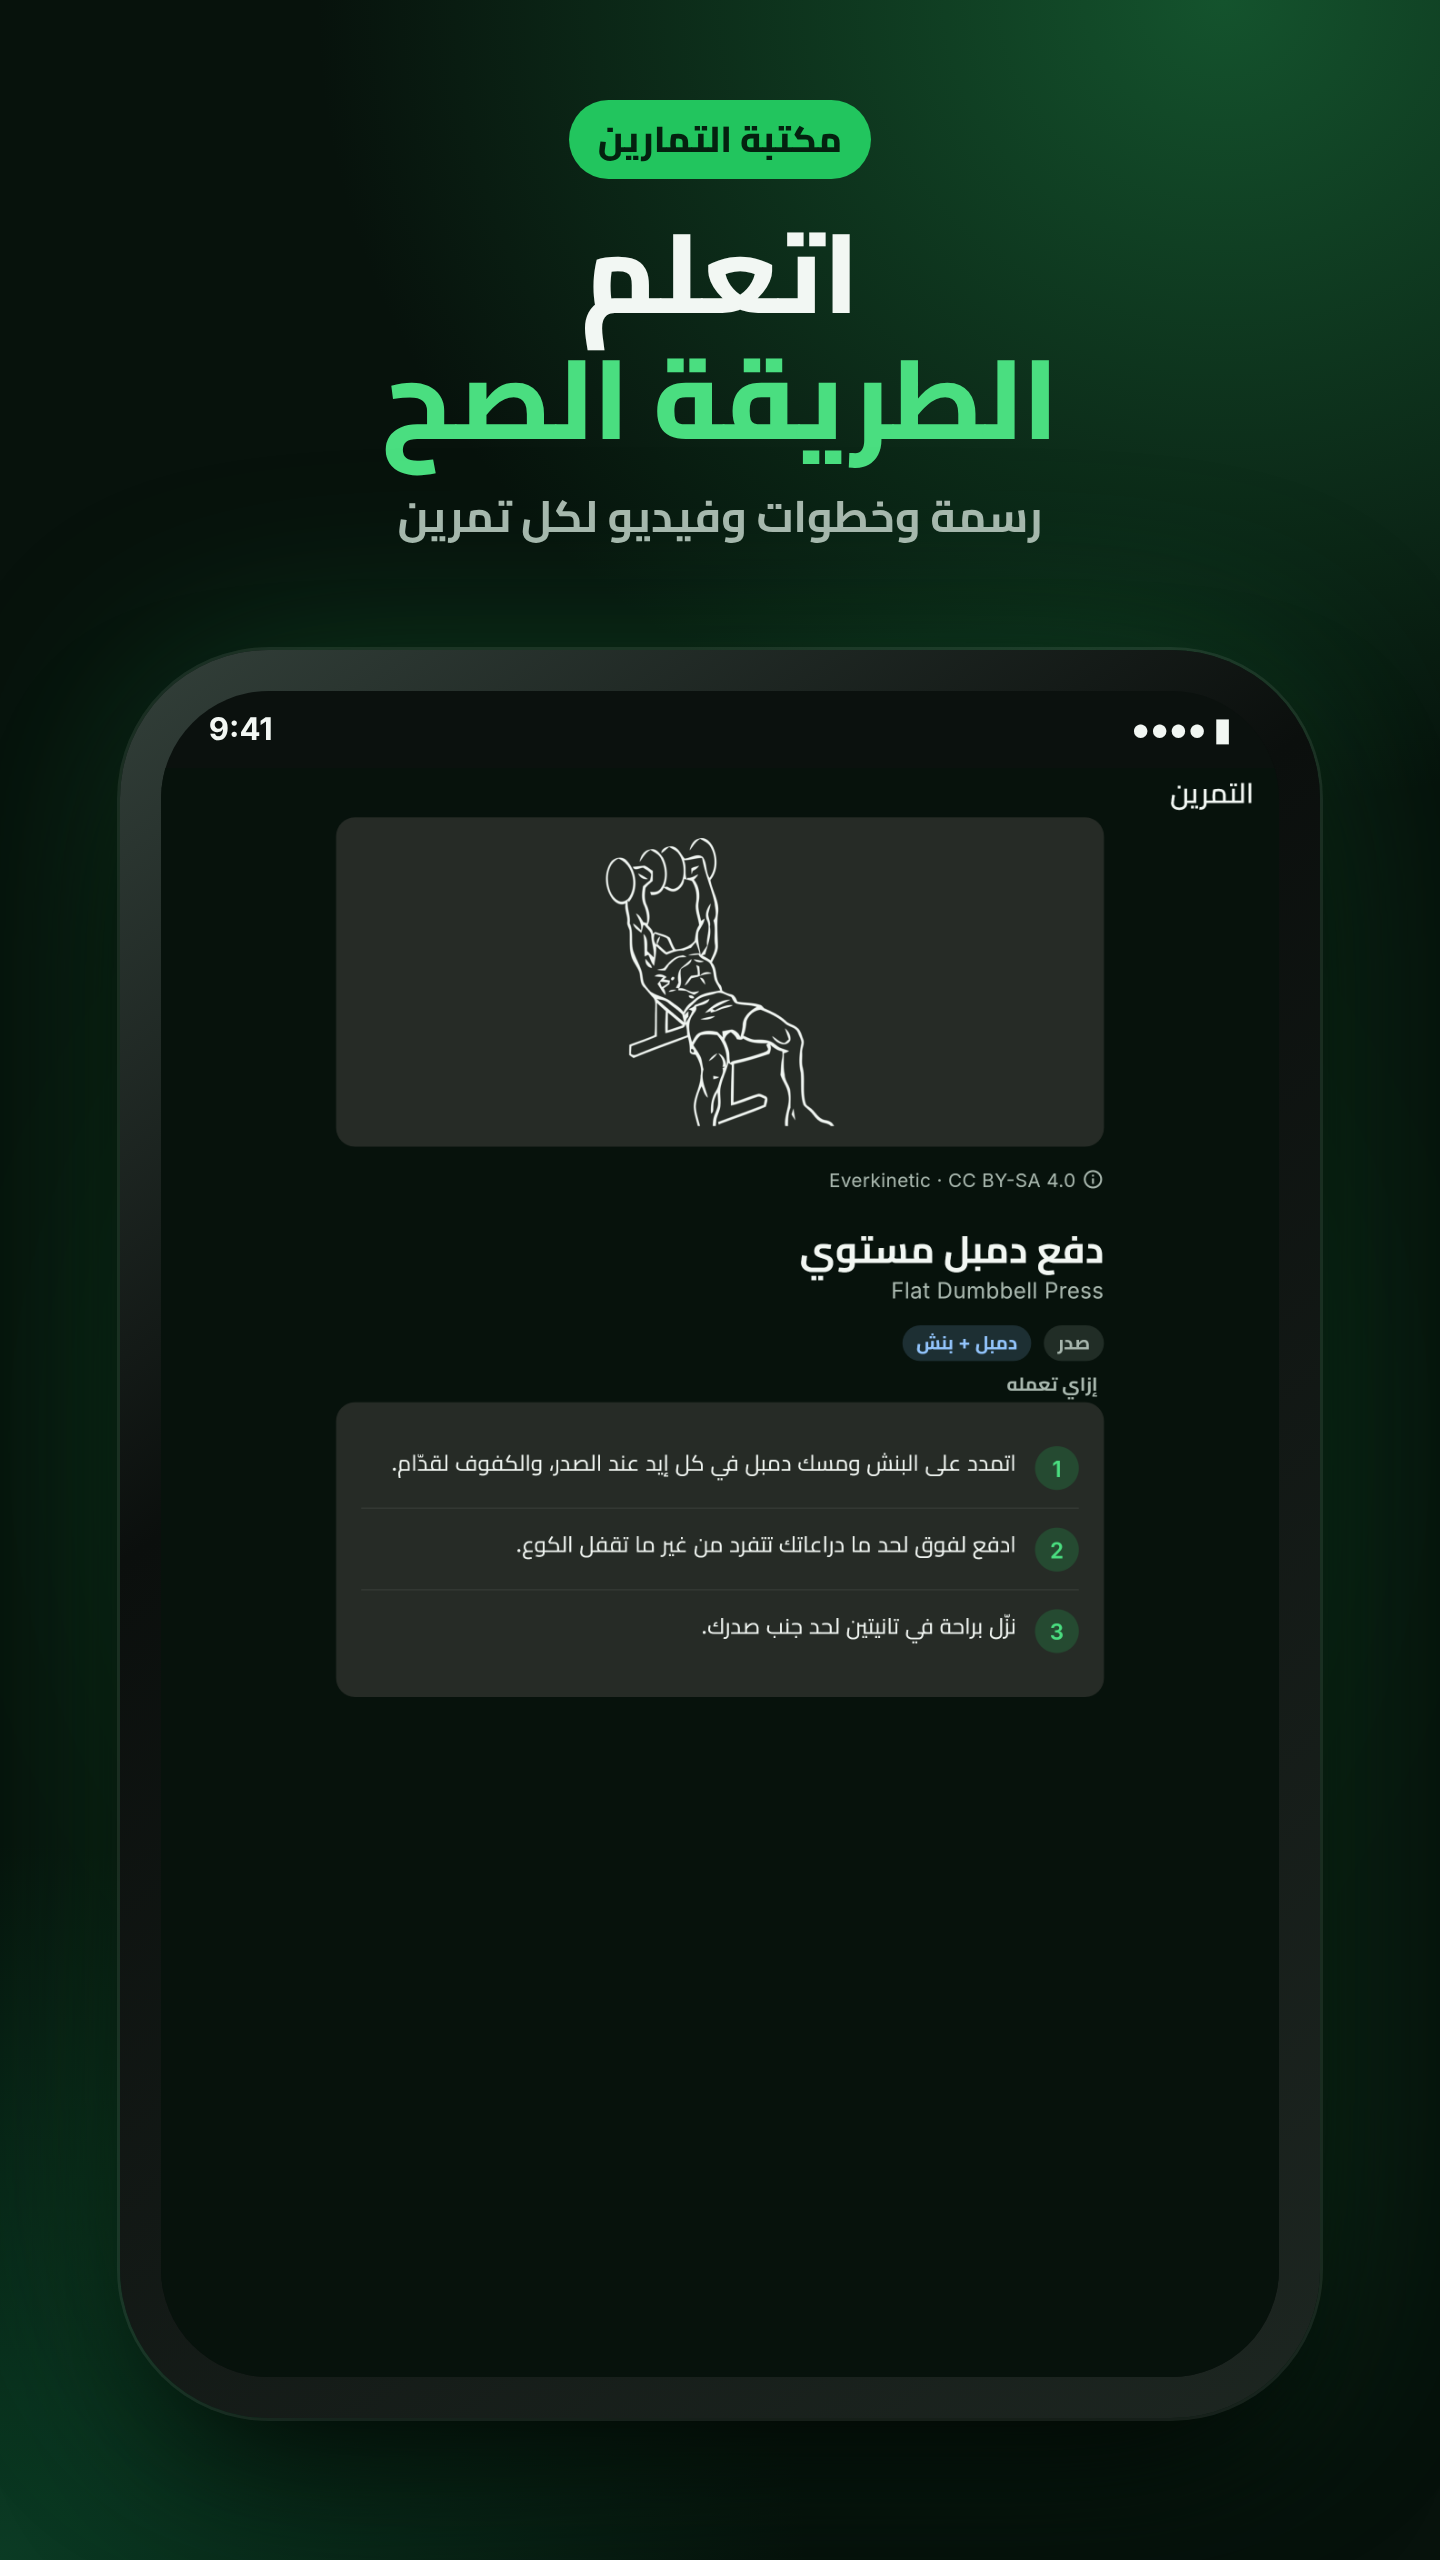 مكتبة التمارين
اتعلم
الطريقة الصح
رسمة وخطوات وفيديو لكل تمرين
9:41
التمرين
Everkinetic · CC BY-SA 4.0
دفع دمبل مستوي
Flat Dumbbell Press
صدر
دمبل + بنش
إزاي تعمله
1 اتمدد على البنش ومسك دمبل في كل إيد عند الصدر، والكفوف لقدّام.
2 ادفع لفوق لحد ما دراعاتك تتفرد من غير ما تقفل الكوع.
3 نزّل براحة في تانيتين لحد جنب صدرك.